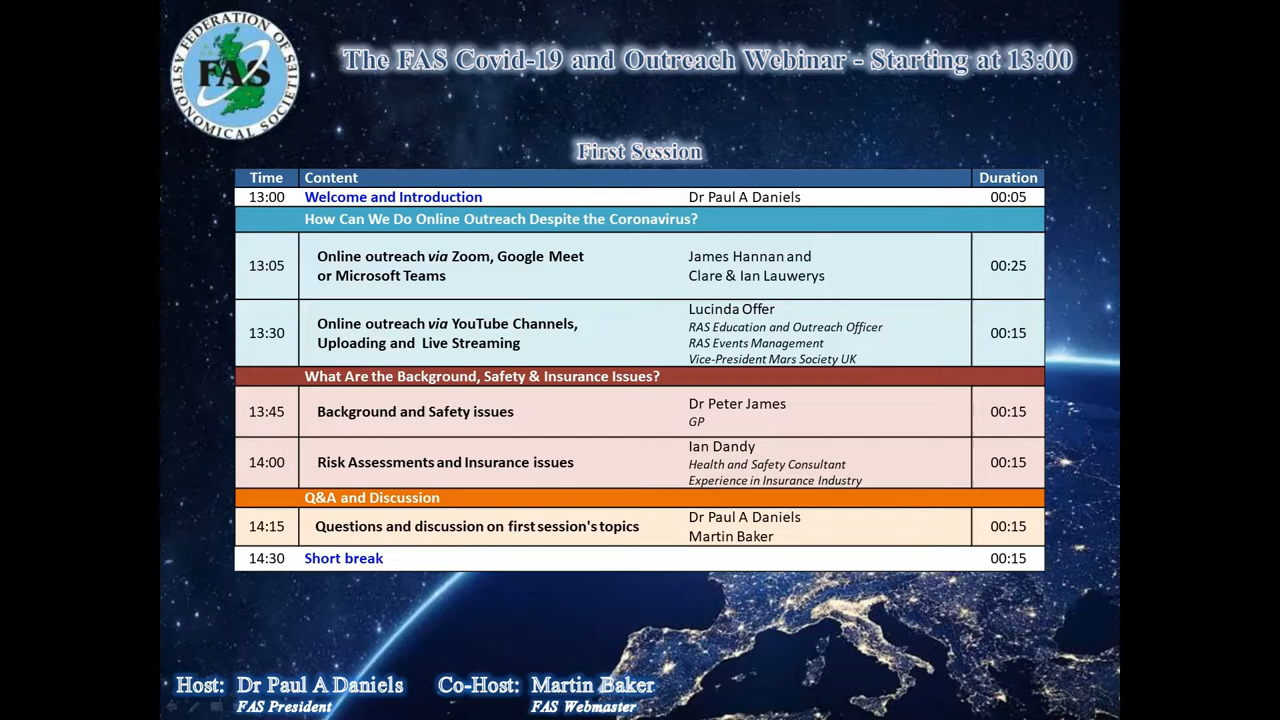 FEDERATION OF ASTRONOMICAL SOCIETIES
FAS
The FAS Covid-19 and Outreach Webinar - Starting at 13:00
First Session
Time Content Duration
13:00 Welcome and Introduction Dr Paul A Daniels 00:05
How Can We Do Online Outreach Despite the Coronavirus?
13:05 Online outreach via Zoom, Google Meet James Hannan and 00:25
or Microsoft Teams Clare & Ian Lauwerys
Lucinda Offer
13:30 Online outreach via YouTube Channels, RAS Education and Outreach Officer 00:15
Uploading and Live Streaming RAS Events Management
Vice-President Mars Society UK
What Are the Background, Safety & Insurance Issues?
13:45 Background and Safety issues Dr Peter James 00:15
GP
Ian Dandy
14:00 Risk Assessments and Insurance issues Health and Safety Consultant 00:15
Experience in Insurance Industry
Q&A and Discussion
14:15 Questions and discussion on first session's topics Dr Paul A Daniels 00:15
Martin Baker
14:30 Short break 00:15
Host: Dr Paul A Daniels Co-Host: Martin Baker
FAS President FAS Webmaster